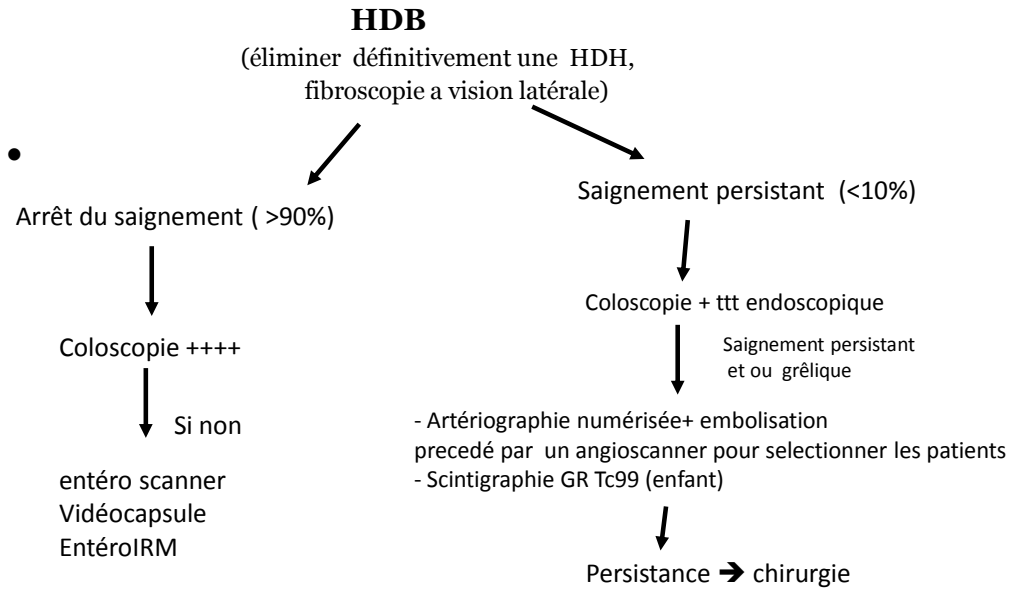 HDB
(éliminer définitivement une HDH,
fibroscopie a vision latérale)
•
Arrêt du saignement ( >90%)
Coloscopie ++++
Si non
entéro scanner
Vidéocapsule
EntéroIRM
Saignement persistant (<10%)
Coloscopie + ttt endoscopique
Saignement persistant
et ou grêlique
- Artériographie numérisée+ embolisation
precedé par un angioscanner pour selectionner les patients
- Scintigraphie GR Tc99 (enfant)
Persistance ➔ chirurgie